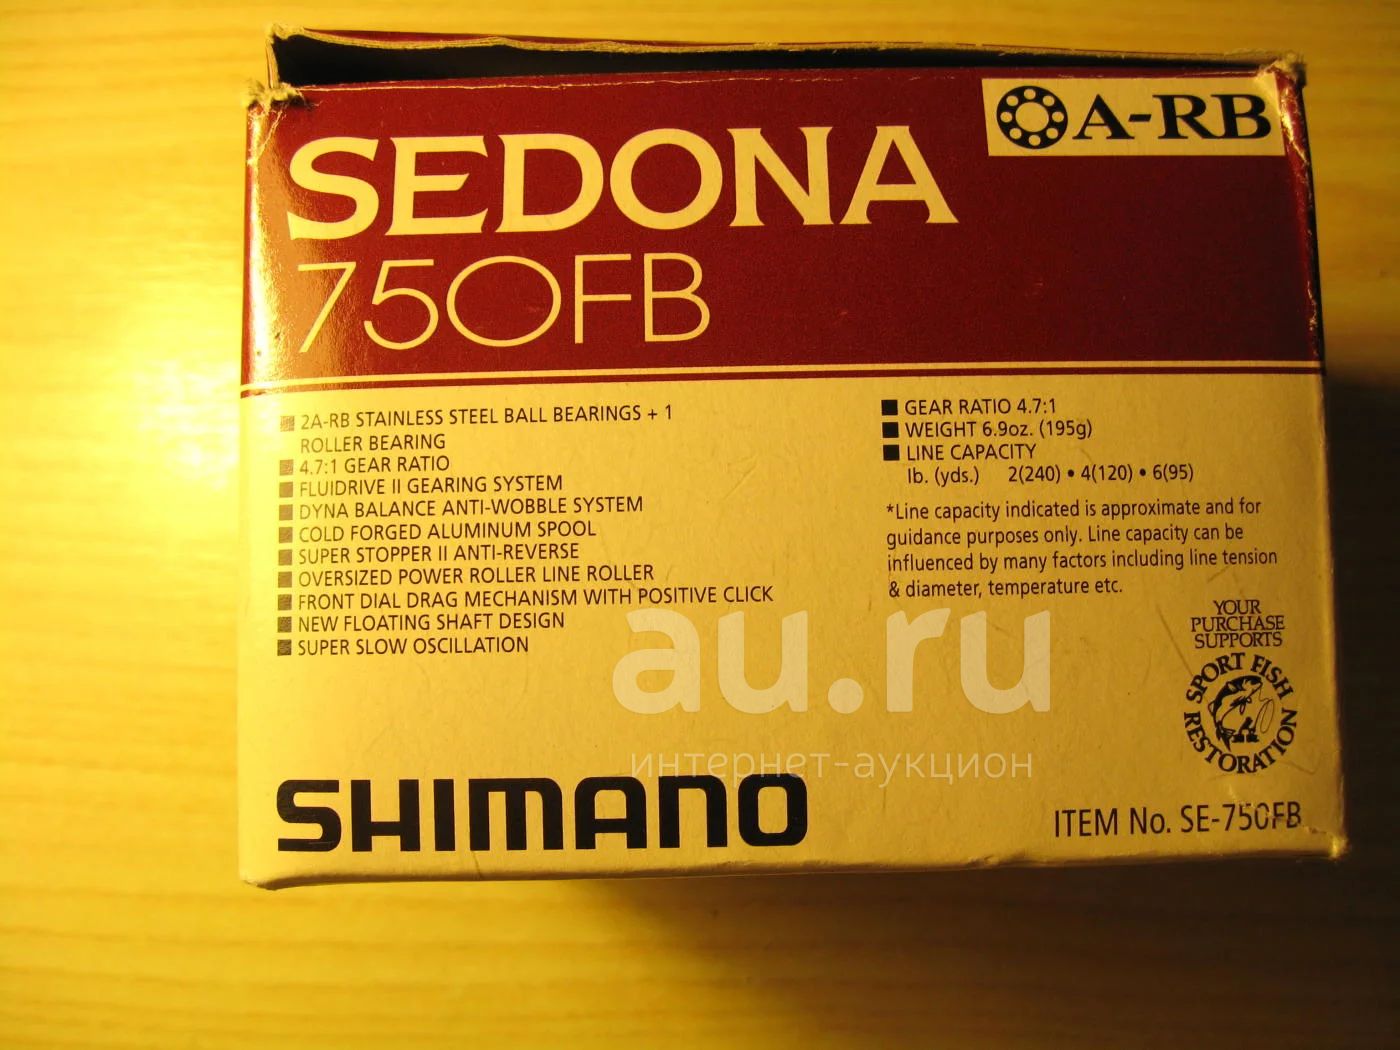 SEDONA
750FB
A-RB
2A-RB STAINLESS STEEL BALL BEARINGS + 1
ROLLER BEARING
4.7:1 GEAR RATIO
FLUIDRIVE II GEARING SYSTEM
DYNA BALANCE ANTI-WOBBLE SYSTEM
COLD FORGED ALUMINUM SPOOL
SUPER STOPPER II ANTI-REVERSE
OVERSIZED POWER ROLLER LINE ROLLER
FRONT DIAL DRAG MECHANISM WITH POSITIVE CLICK
NEW FLOATING SHAFT DESIGN
SUPER SLOW OSCILLATION
GEAR RATIO 4.7:1
WEIGHT 6.9oz. (195g)
LINE CAPACITY
lb. (yds.) 2(240) • 4(120) • 6(95)
*Line capacity indicated is approximate and for
guidance purposes only. Line capacity can be
influenced by many factors including line tension
& diameter, temperature etc.
YOUR
PURCHASE
SUPPORTS
SPORT FISH
RESTORATION
au.ru
интернет-аукцион
SHIMANO
ITEM No. SE-750FB